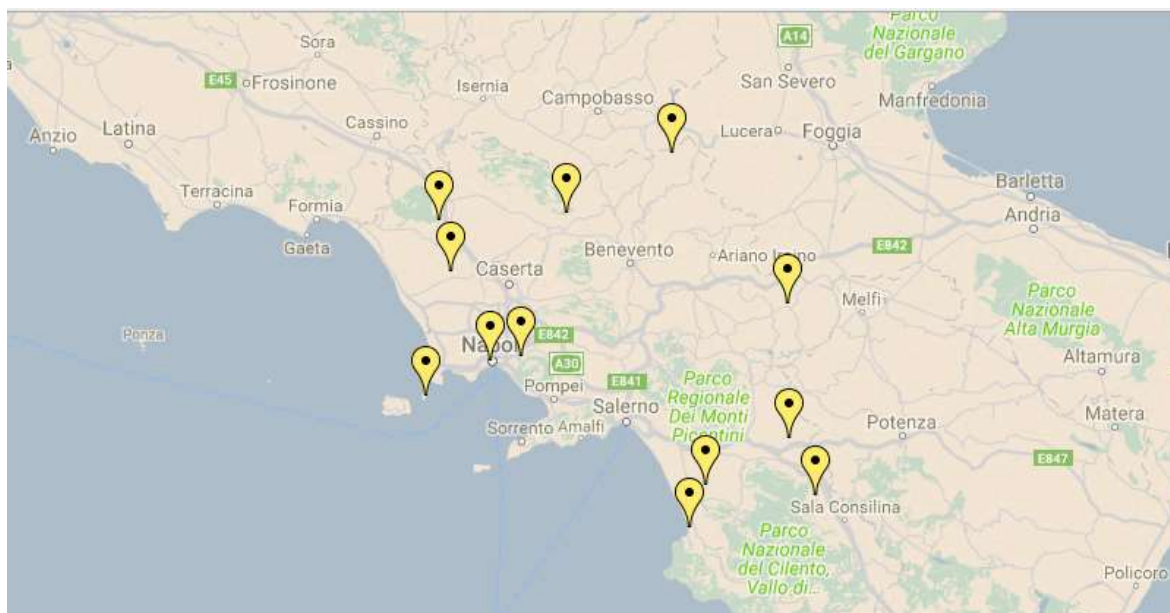 Parco
Nazionale
del Gargano
A14
Sora
San Severo
E45
Frosinone
Isernia
Campobasso
Manfredonia
Anzio
Latina
Cassino
Lucera
Foggia
Terracina
Formia
Gaeta
Barletta
Andria
Benevento
Ariano
E842
Caserta
Melfi
Parco
Nazionale
Alta Murgia
Ponza
E842
Napoli
A30
Altamura
Pompei
E841
Parco
Regionale
Dei Monti
Picentini
Salerno
Matera
Sorrento
Amalfi
Potenza
E847
Sala Consilina
Parco
Nazionale
del Cilento,
Vallo di...
Policoro